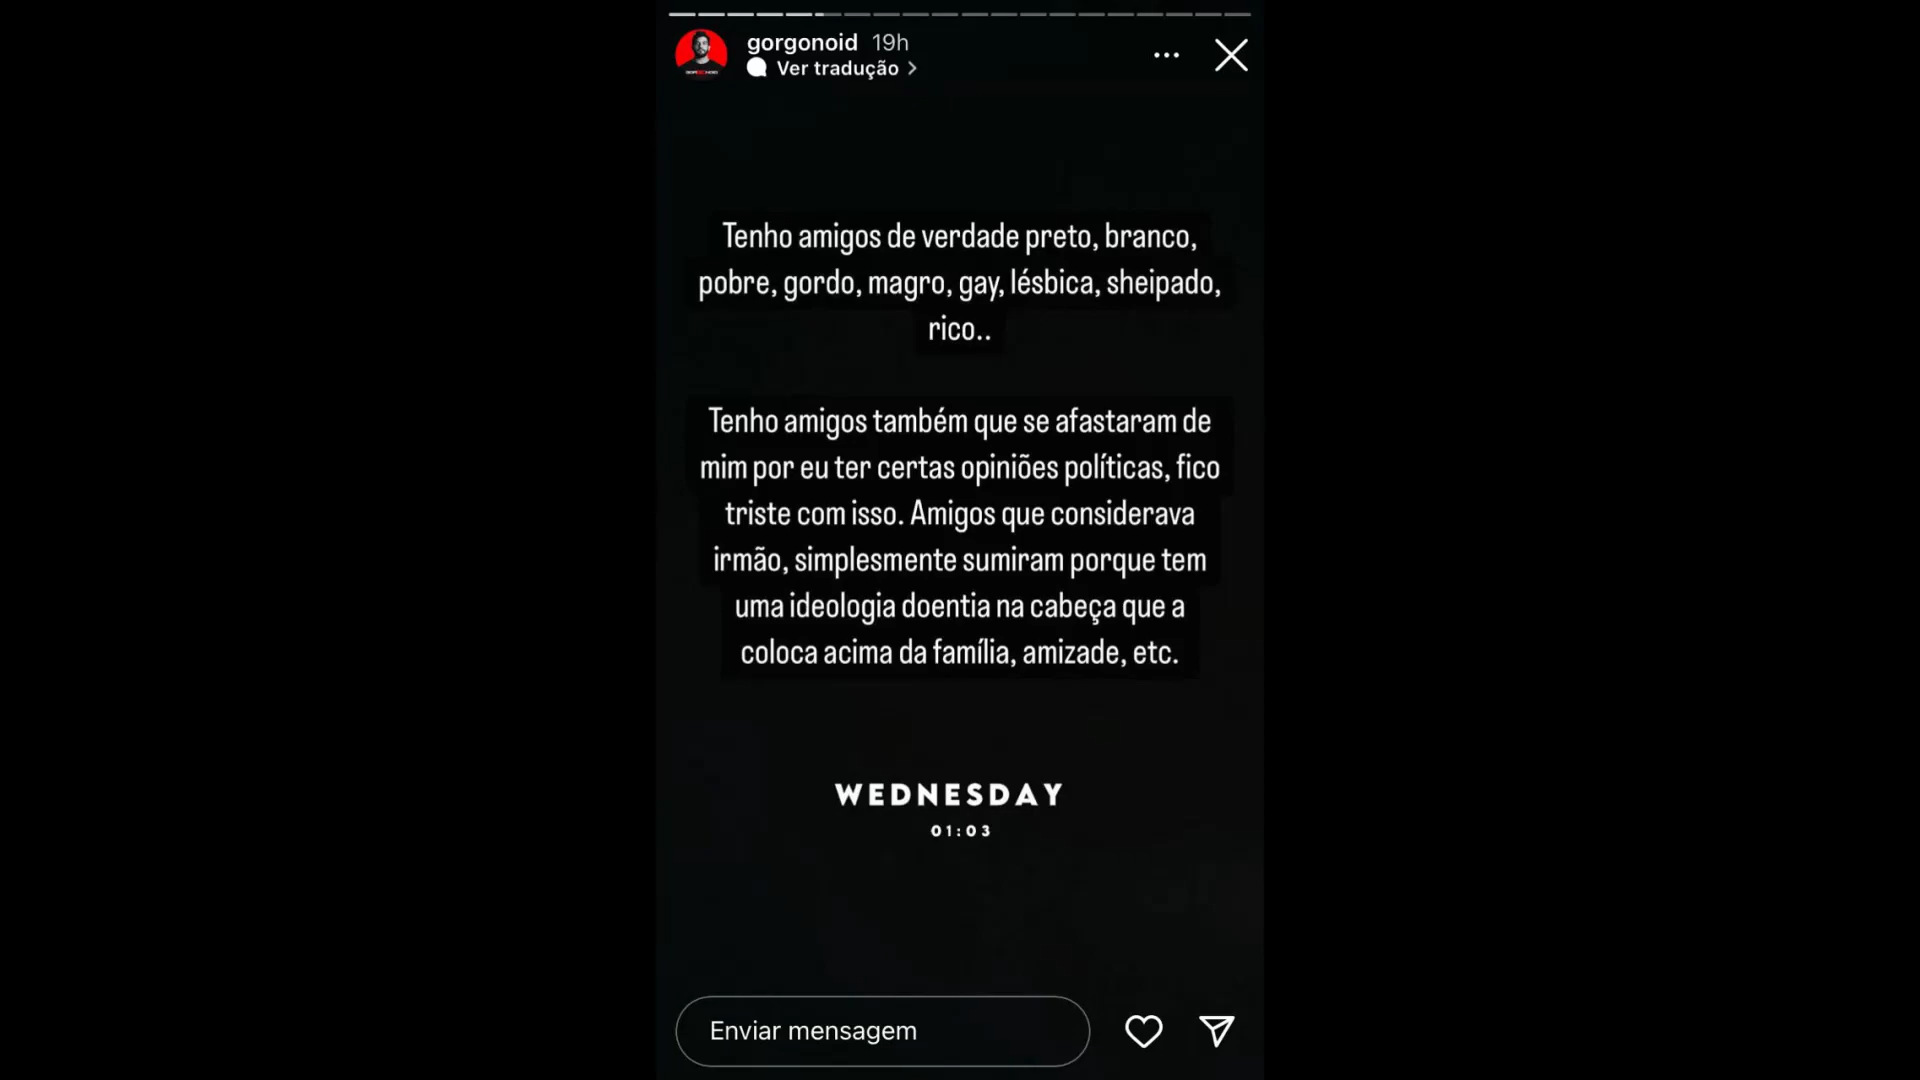 gorgonoid 19h
Ver tradução
Tenho amigos de verdade preto, branco,
pobre, gordo, magro, gay, lésbica, sheipado,
rico..
Tenho amigos também que se afastaram de
mim por eu ter certas opiniões políticas, fico
triste com isso. Amigos que considerava
irmão, simplesmente sumiram porque tem
uma ideologia doentia na cabeça que a
coloca acima da família, amizade, etc.
WEDNESDAY
01:03
Enviar mensagem